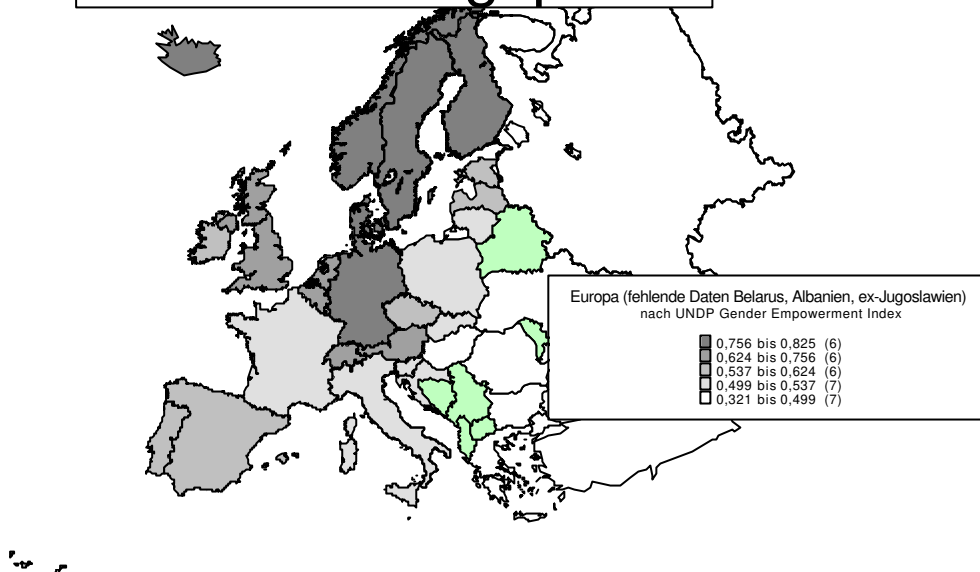 Europa (fehlende Daten Belarus, Albanien, ex-Jugoslawien)
nach UNDP Gender Empowerment Index
0,756 bis 0,825 (6)
0,624 bis 0,756 (6)
0,537 bis 0,624 (6)
0,499 bis 0,537 (7)
0,321 bis 0,499 (7)